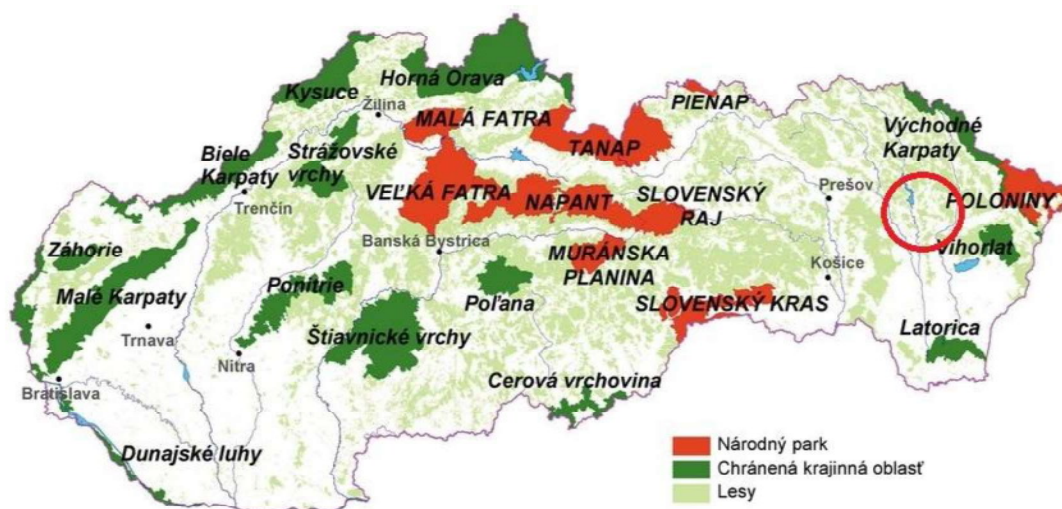 Horná Orava
Kysuce
Žilina
PIENAP
MALÁ FATRA
Východné
Karpaty
Strážovské
vrchy
TANAP
Biele
Karpaty
Trenčín
VEĽKÁ FATRA
NAPANT
SLOVENSKÝ
RAJ
Prešov
POLONINY
Záhorie
Banská Bystrica
MURÁNSKA
PLANINA
Vihorlat
Košice
Malé Karpaty
Ponitrie
Poľana
SLOVENSKÝ KRAS
Trnava
Štiavnické vrchy
Latorica
Nitra
Bratislava
Cerová vrchovina
Dunajské luhy
Národný park
Chránená krajinná oblasť
Lesy